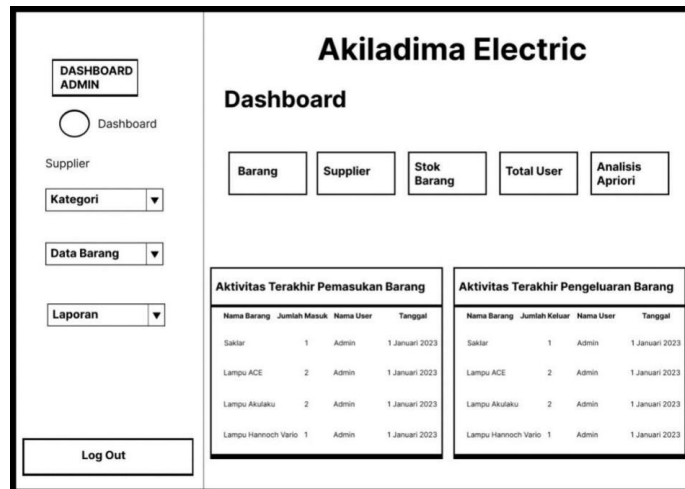 Akiladima Electric
DASHBOARD
ADMIN
Dashboard
Supplier
Kategori
Data Barang
Laporan
Log Out
Dashboard
Barang
Supplier
Stok
Barang
Total User
Analisis
Apriori
Aktivitas Terakhir Pemasukan Barang
Nama Barang Jumlah Masuk Nama User Tanggal
Saklar 1 Admin 1 Januari 2023
Lampu ACE 2 Admin 1 Januari 2023
Lampu Akulaku 2 Admin 1 Januari 2023
Lampu Hannoch Vario 1 Admin 1 Januari 2023
Aktivitas Terakhir Pengeluaran Barang
Nama Barang Jumlah Keluar Nama User Tanggal
Saklar 1 Admin 1 Januari 2023
Lampu ACE 2 Admin 1 Januari 2023
Lampu Akulaku 2 Admin 1 Januari 2023
Lampu Hannoch Vario 1 Admin 1 Januari 2023